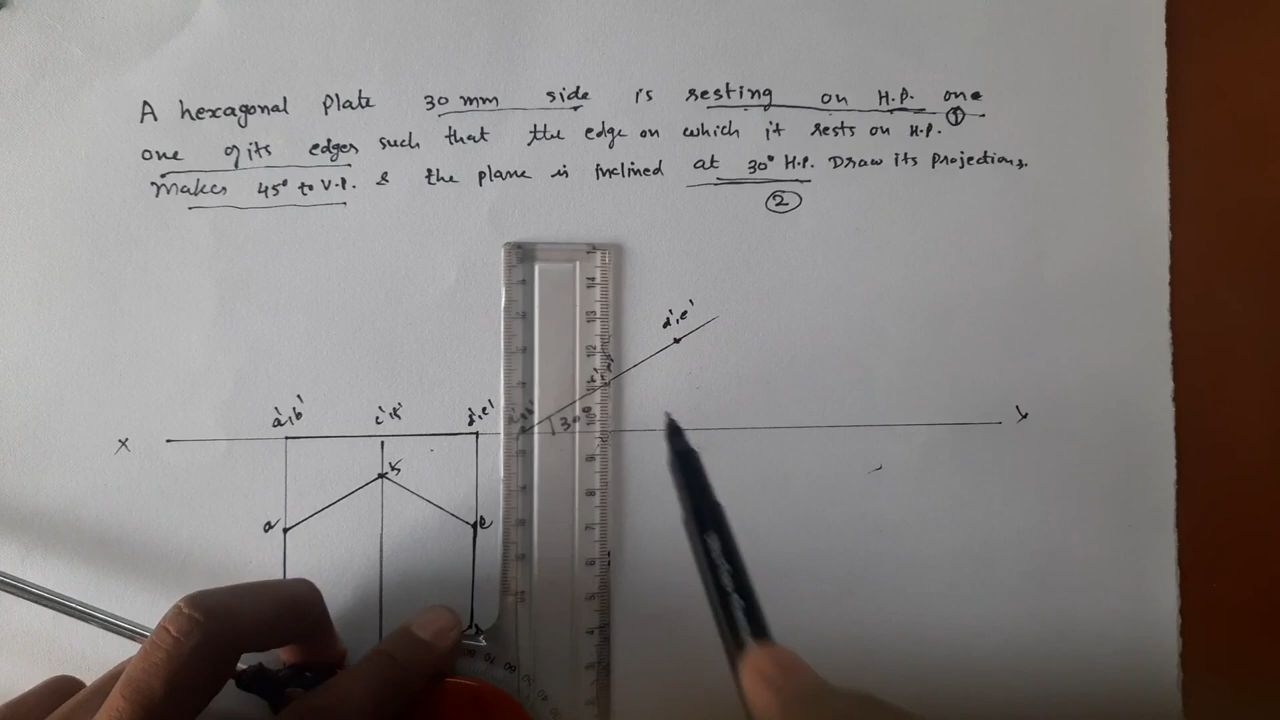 A hexagonal Plate 30 mm side is resting on H.P. one
one of its edges such that the edge on which it rests on H.P. ①
Makes 45° to V.P. & the plane is inclined at 30° H.P. Draw its Projections.
②
d',e'
a',b' c',f' d',e' 30°
X Y
f
a e